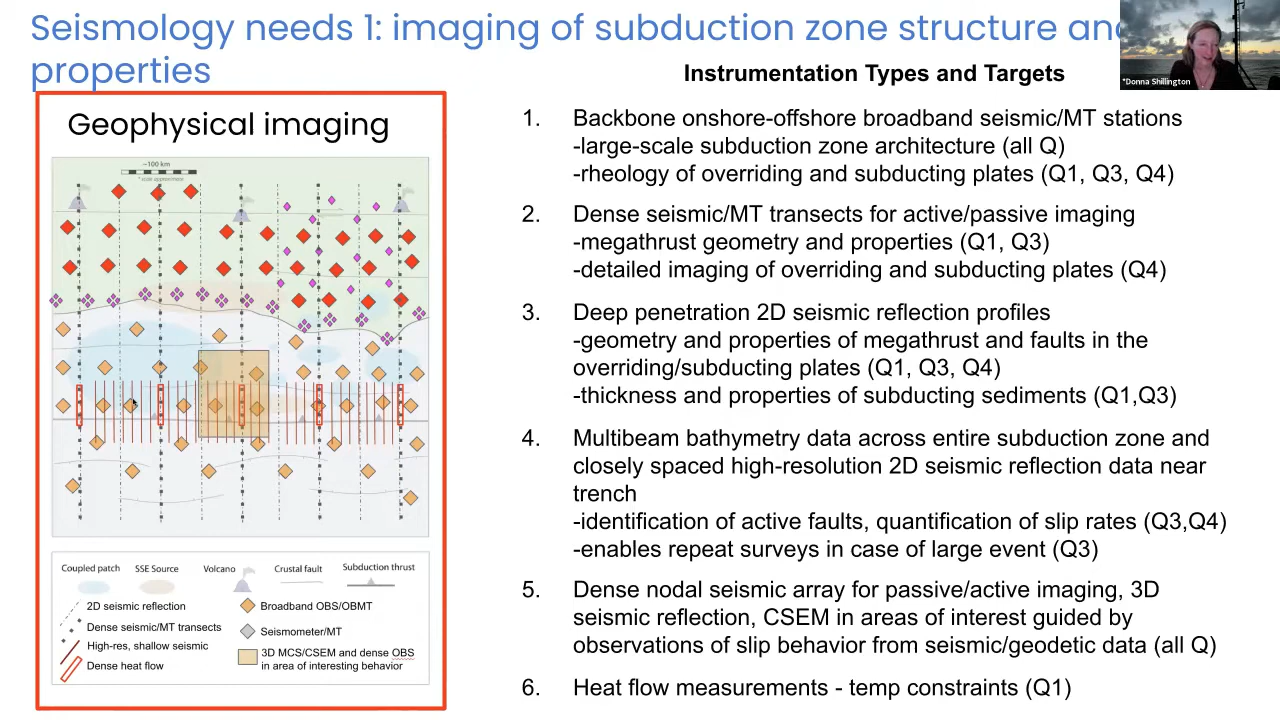 Seismology needs 1: imaging of subduction zone structure and
properties
*Donna Shillington
Geophysical imaging
~100 km
* scale approximate
Coupled patch
SSE Source
Volcano
Crustal fault
Subduction thrust
2D seismic reflection
Dense seismic/MT transects
High-res, shallow seismic
Dense heat flow
Broadband OBS/OBMT
Seismometer/MT
3D MCS/CSEM and dense OBS
in area of interesting behavior
Instrumentation Types and Targets
1. Backbone onshore-offshore broadband seismic/MT stations
-large-scale subduction zone architecture (all Q)
-rheology of overriding and subducting plates (Q1, Q3, Q4)
2. Dense seismic/MT transects for active/passive imaging
-megathrust geometry and properties (Q1, Q3)
-detailed imaging of overriding and subducting plates (Q4)
3. Deep penetration 2D seismic reflection profiles
-geometry and properties of megathrust and faults in the
overriding/subducting plates (Q1, Q3, Q4)
-thickness and properties of subducting sediments (Q1,Q3)
4. Multibeam bathymetry data across entire subduction zone and
closely spaced high-resolution 2D seismic reflection data near
trench
-identification of active faults, quantification of slip rates (Q3,Q4)
-enables repeat surveys in case of large event (Q3)
5. Dense nodal seismic array for passive/active imaging, 3D
seismic reflection, CSEM in areas of interest guided by
observations of slip behavior from seismic/geodetic data (all Q)
6. Heat flow measurements - temp constraints (Q1)